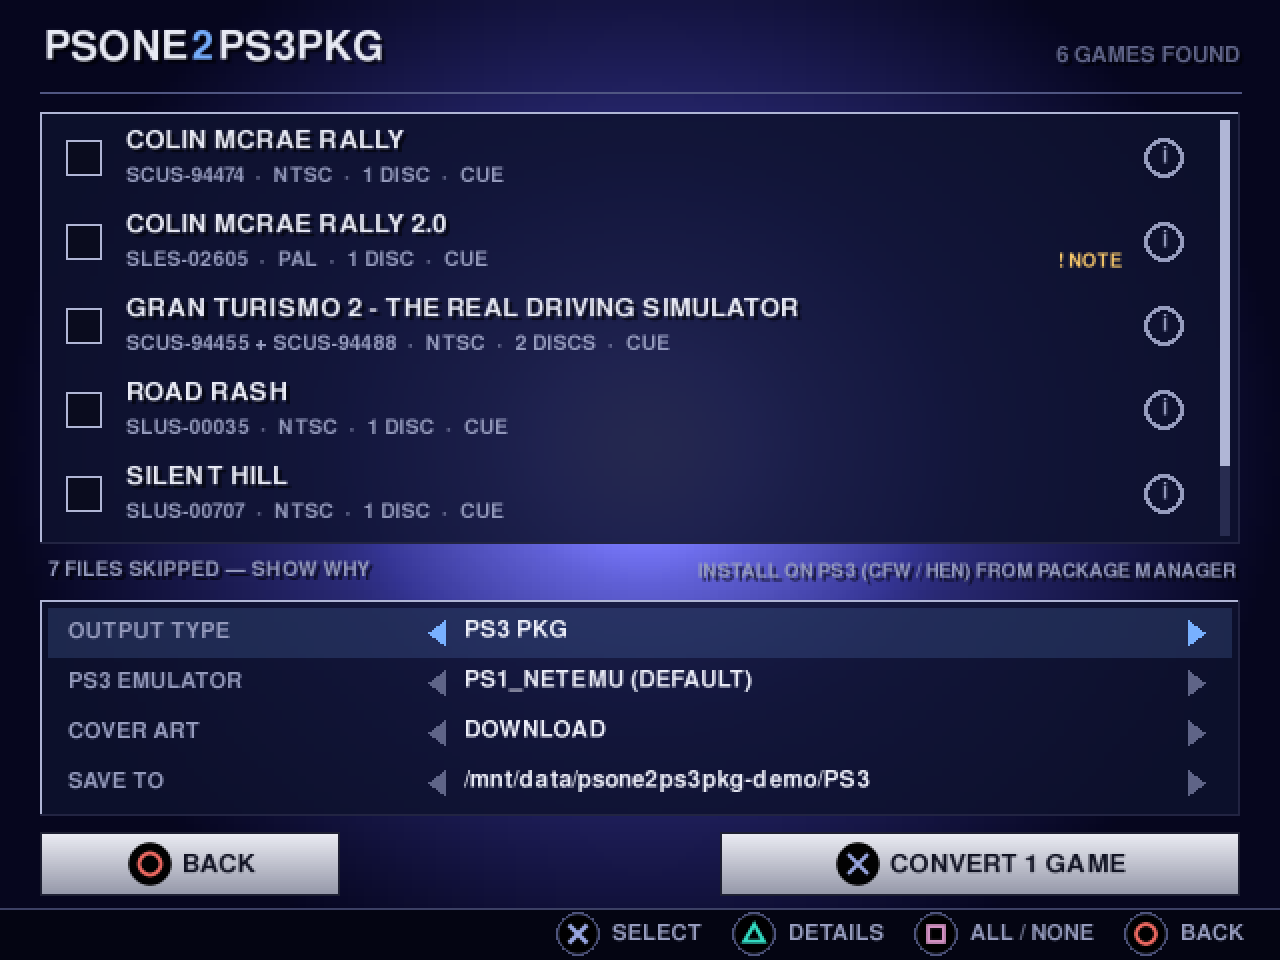 PSONE2PS3PKG
6 GAMES FOUND
COLIN MCRAE RALLY
SCUS-94474 · NTSC · 1 DISC · CUE
COLIN MCRAE RALLY 2.0
SLES-02605 · PAL · 1 DISC · CUE
! NOTE
GRAN TURISMO 2 - THE REAL DRIVING SIMULATOR
SCUS-94455 + SCUS-94488 · NTSC · 2 DISCS · CUE
ROAD RASH
SLUS-00035 · NTSC · 1 DISC · CUE
SILENT HILL
SLUS-00707 · NTSC · 1 DISC · CUE
7 FILES SKIPPED — SHOW WHY
INSTALL ON PS3 (CFW / HEN) FROM PACKAGE MANAGER
OUTPUT TYPE PS3 PKG
PS3 EMULATOR PS1_NETEMU (DEFAULT)
COVER ART DOWNLOAD
SAVE TO /mnt/data/psone2ps3pkg-demo/PS3
BACK
CONVERT 1 GAME
SELECT DETAILS ALL / NONE BACK